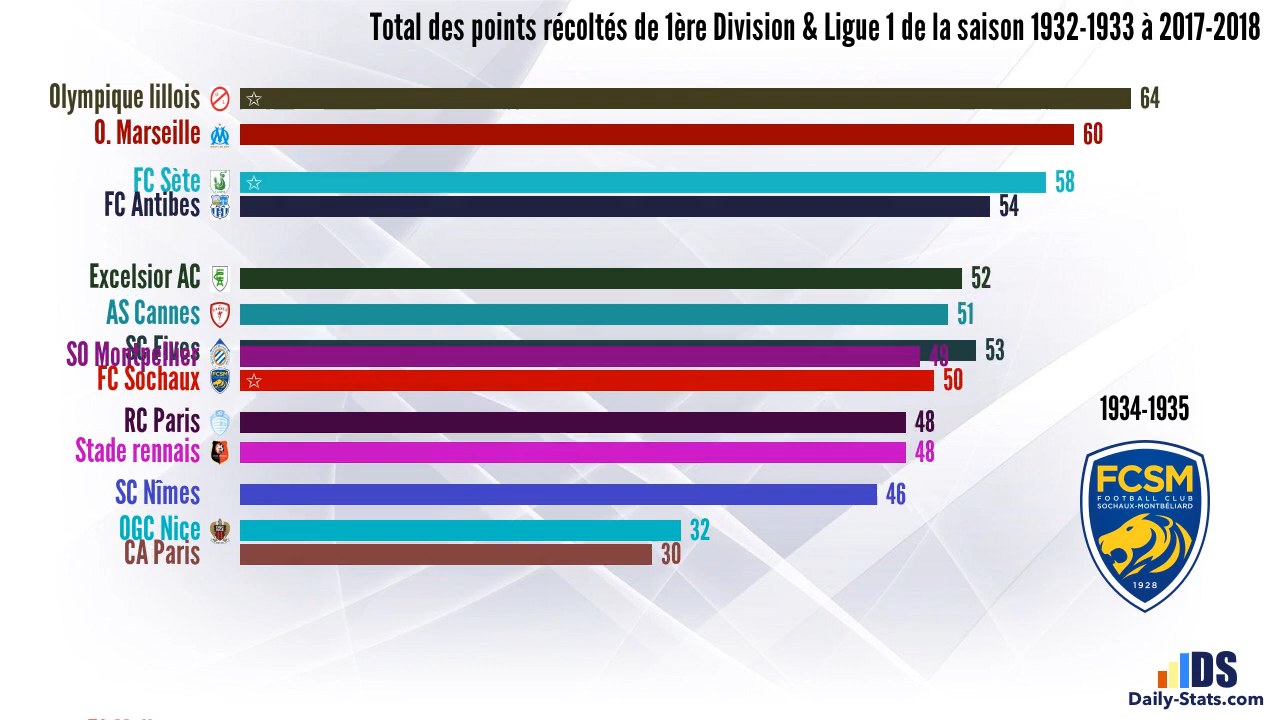 Total des points récoltés de 1ère Division & Ligue 1 de la saison 1932-1933 à 2017-2018
Olympique lillois 64
O. Marseille 60
FC Sète 58
FC Antibes 54
Excelsior AC 52
AS Cannes 51
SC Fives 53
SO Montpellier 49
FC Sochaux 50
RC Paris 48
Stade rennais 48
SC Nîmes 46
OGC Nice 32
CA Paris 30
1934-1935
FCSM
FOOTBALL CLUB
SOCHAUX-MONTBÉLIARD
1928
DS
Daily-Stats.com